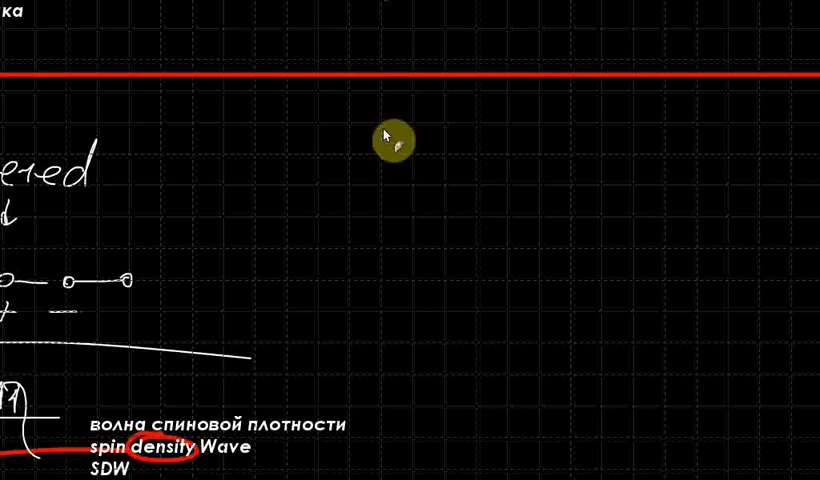 ка
ered
+ -
волна спиновой плотности
spin density Wave
SDW